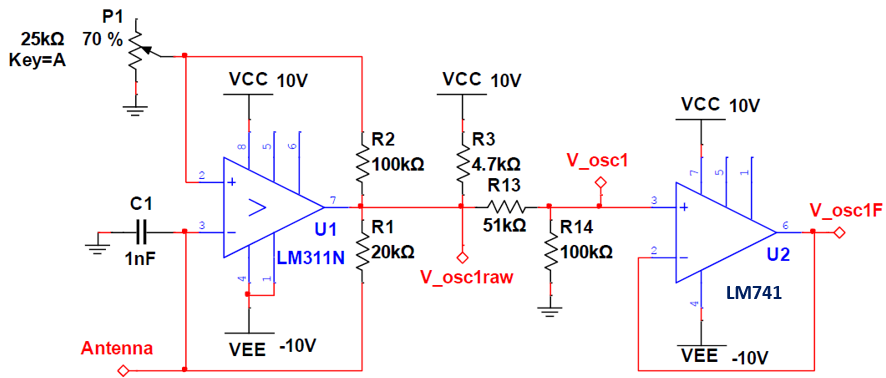 P1
25kΩ
70 %
Key=A
VCC 10V
8
5
6
2
3
7
4
1
U1
LM311N
C1
1nF
VEE -10V
Antenna
R2
100kΩ
R1
20kΩ
VCC 10V
R3
4.7kΩ
R13
51kΩ
V_osc1raw
V_osc1
R14
100kΩ
VCC 10V
7
5
1
3
2
6
4
U2
LM741
VEE -10V
V_osc1F